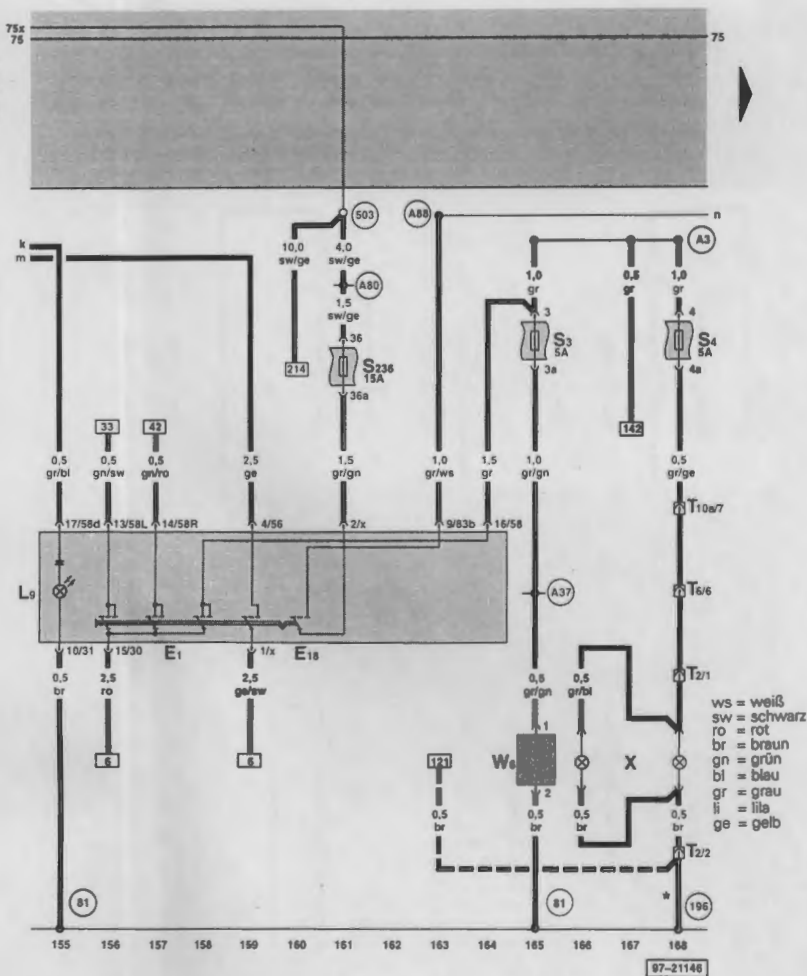 75x
75
75
503
A88
n
A3
k
m
10,0
sw/ge
4,0
sw/ge
A80
1,5
sw/ge
1,0
gr
0,5
gr
1,0
gr
36
S236
15A
36a
3
S3
5A
3a
4
S4
5A
4a
214
142
33
42
0,5
gr/bl
0,5
gn/sw
0,5
gn/ro
2,5
ge
1,5
gr/gn
1,0
gr/ws
1,5
gr
1,0
gr/gn
0,5
gr/ge
T10a/7
17/58d
13/58L
14/58R
4/56
2/x
9/83b
16/58
L9
A37
T6/6
10/31
15/30
E1
1/x
E18
0,5
br
2,5
ro
2,5
ge/sw
0,5
gr/gn
0,5
gr/bl
T2/1
6
6
121
1
W6
2
X
ws = weiß
sw = schwarz
ro = rot
br = braun
gn = grün
bl = blau
gr = grau
li = lila
ge = gelb
0,5
br
0,5
br
0,5
br
0,5
br
T2/2
*
81
81
196
155 156 157 158 159 160 161 162 163 164 165 166 167 168
97-21146